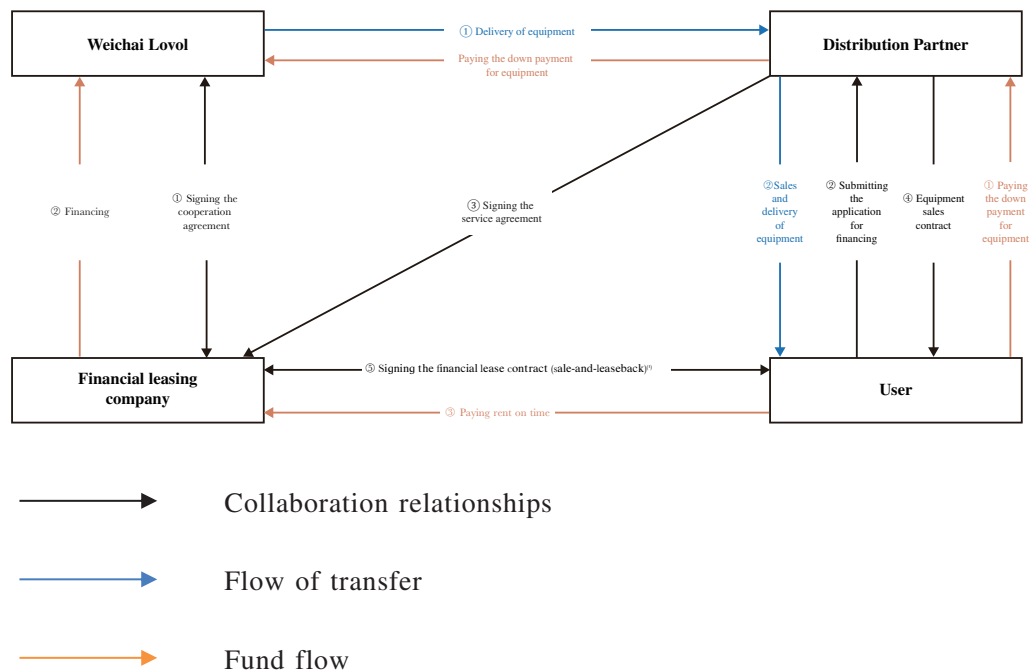 Weichai Lovol
① Delivery of equipment
Paying the down payment
for equipment
Distribution Partner
② Financing
① Signing the
cooperation
agreement
③ Signing the
service agreement
②Sales
and
delivery
of
equipment
② Submitting
the
application
for
financing
④ Equipment
sales
contract
① Paying
the down
payment
for
equipment
Financial leasing
company
⑤ Signing the financial lease contract (sale-and-leaseback)
③ Paying rent on time
User
Collaboration relationships
Flow of transfer
Fund flow